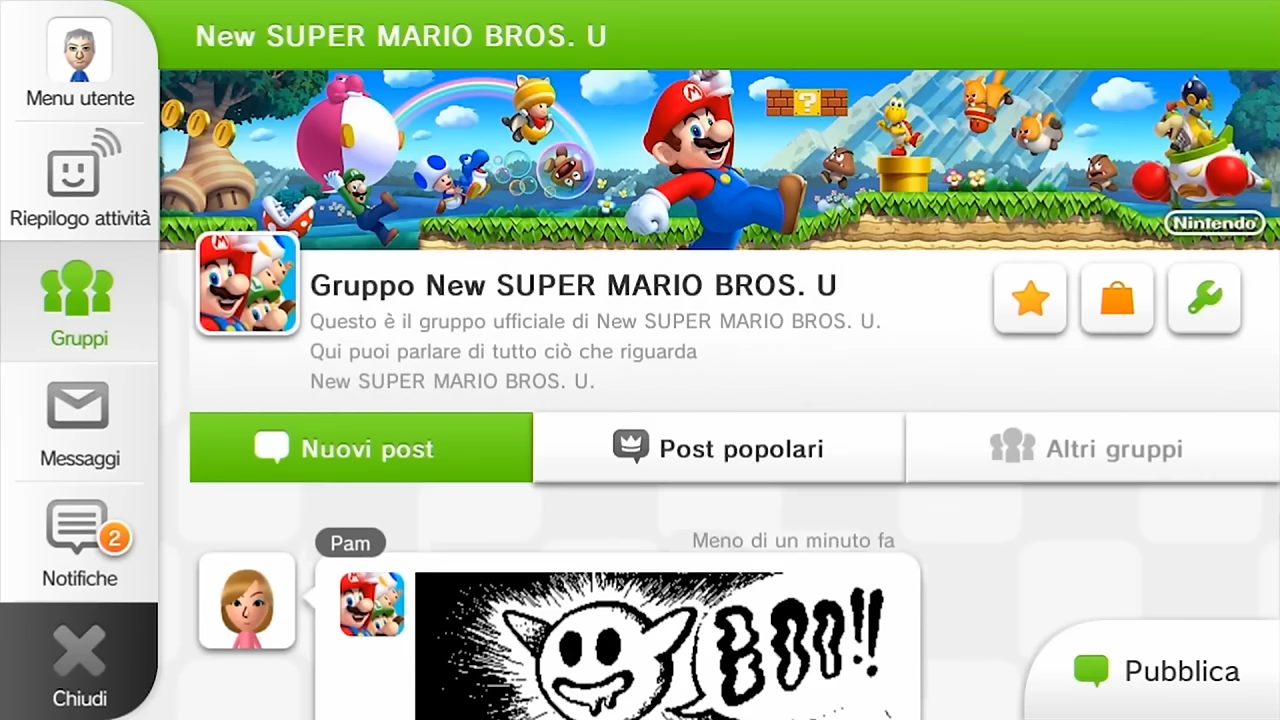 New SUPER MARIO BROS. U
Menu utente
Riepilogo attività
Gruppi
Messaggi
2
Notifiche
Chiudi
?
M
Nintendo
M
Gruppo New SUPER MARIO BROS. U
Questo è il gruppo ufficiale di New SUPER MARIO BROS. U.
Qui puoi parlare di tutto ciò che riguarda
New SUPER MARIO BROS. U.
Nuovi post
Post popolari
Altri gruppi
Pam
Meno di un minuto fa
BOO!!
Pubblica